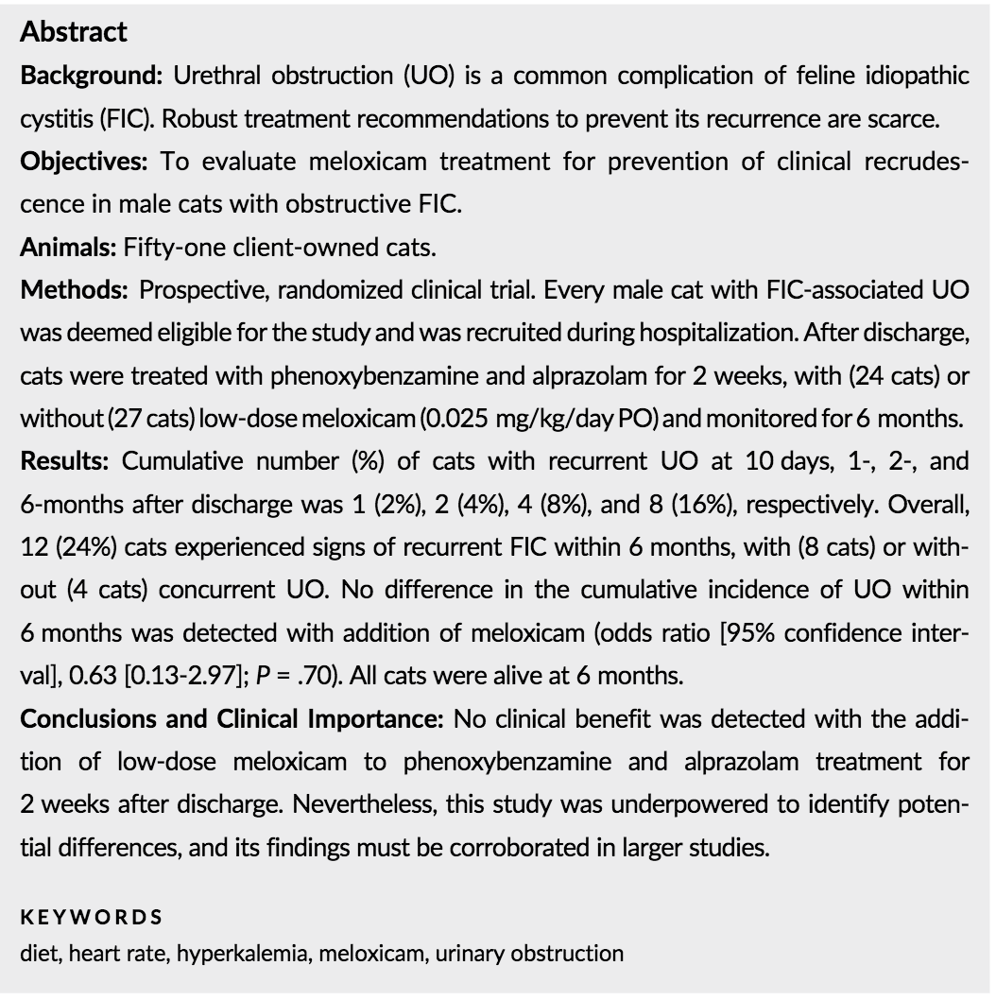 Abstract
Background: Urethral obstruction (UO) is a common complication of feline idiopathic
cystitis (FIC). Robust treatment recommendations to prevent its recurrence are scarce.
Objectives: To evaluate meloxicam treatment for prevention of clinical recrudes-
cence in male cats with obstructive FIC.
Animals: Fifty-one client-owned cats.
Methods: Prospective, randomized clinical trial. Every male cat with FIC-associated UO
was deemed eligible for the study and was recruited during hospitalization. After discharge,
cats were treated with phenoxybenzamine and alprazolam for 2 weeks, with (24 cats) or
without (27 cats) low-dose meloxicam (0.025 mg/kg/day PO) and monitored for 6 months.
Results: Cumulative number (%) of cats with recurrent UO at 10 days, 1-, 2-, and
6-months after discharge was 1 (2%), 2 (4%), 4 (8%), and 8 (16%), respectively. Overall,
12 (24%) cats experienced signs of recurrent FIC within 6 months, with (8 cats) or with-
out (4 cats) concurrent UO. No difference in the cumulative incidence of UO within
6 months was detected with addition of meloxicam (odds ratio [95% confidence inter-
val], 0.63 [0.13-2.97]; P = .70). All cats were alive at 6 months.
Conclusions and Clinical Importance: No clinical benefit was detected with the addi-
tion of low-dose meloxicam to phenoxybenzamine and alprazolam treatment for
2 weeks after discharge. Nevertheless, this study was underpowered to identify poten-
tial differences, and its findings must be corroborated in larger studies.
KEYWORDS
diet, heart rate, hyperkalemia, meloxicam, urinary obstruction